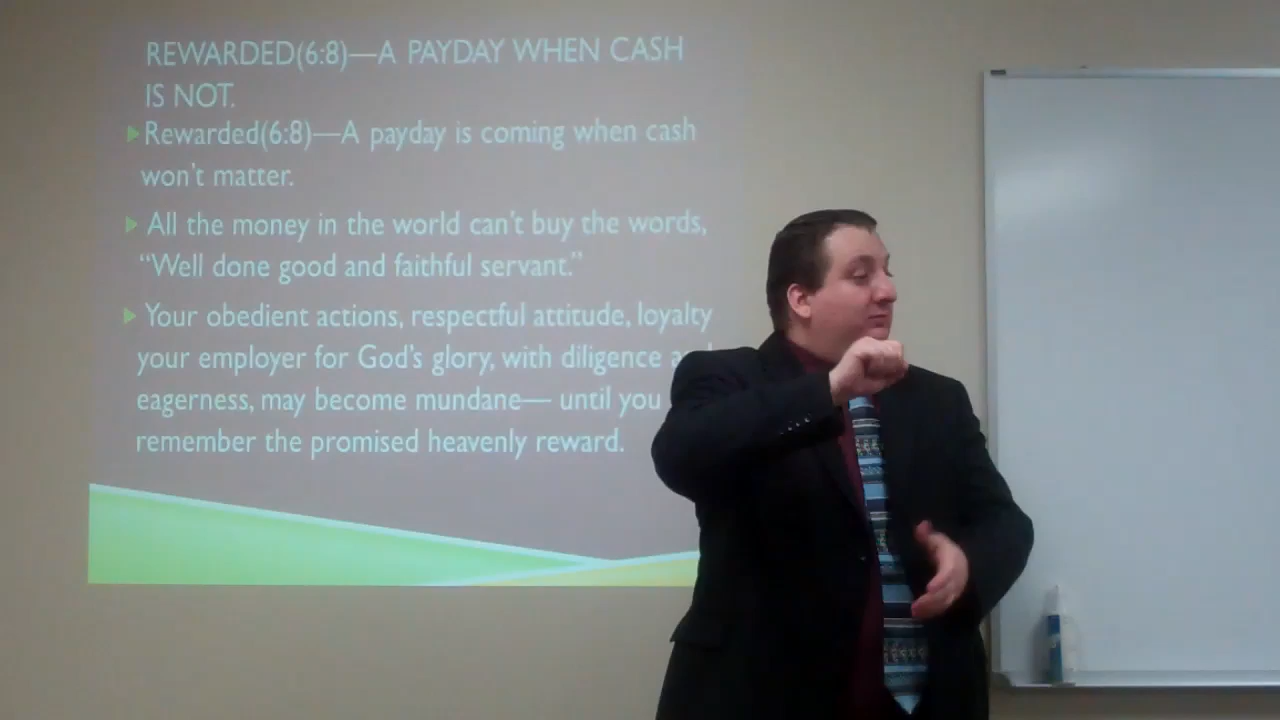 REWARDED(6:8)—A PAYDAY WHEN CASH
IS NOT.
Rewarded(6:8)—A payday is coming when cash
won't matter.
All the money in the world can't buy the words,
“Well done good and faithful servant.”
Your obedient actions, respectful attitude, loyalty
your employer for God's glory, with diligence
eagerness, may become mundane— until you
remember the promised heavenly reward.